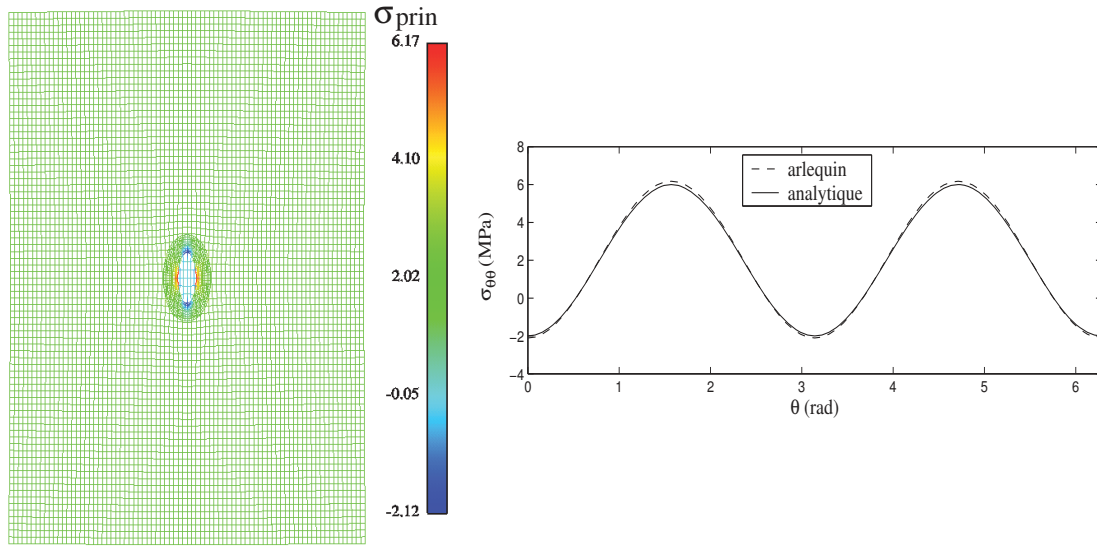 σprin
6.17
4.10
2.02
-0.05
-2.12
8
6
4
2
0
−2
−4
σθθ (MPa)
arlequin
analytique
0 1 2 3 4 5 6
θ (rad)